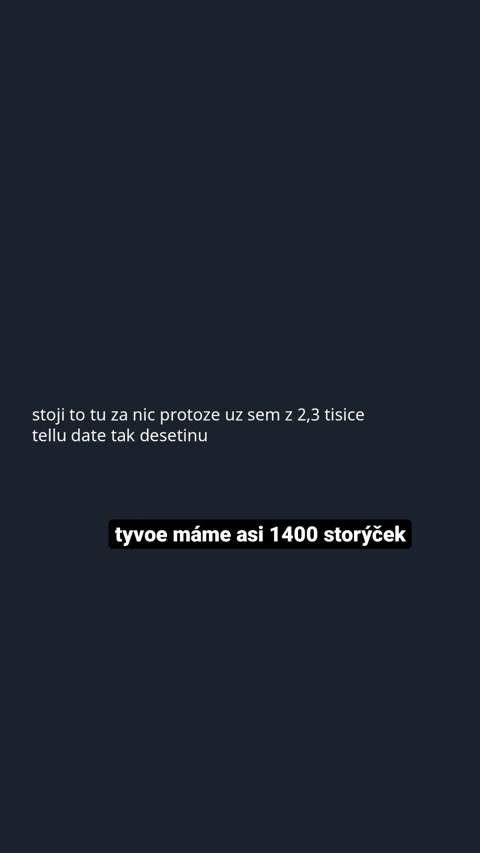 stoji to tu za nic protoze uz sem z 2,3 tisice
tellu date tak desetinu
tyvoe máme asi 1400 storýček